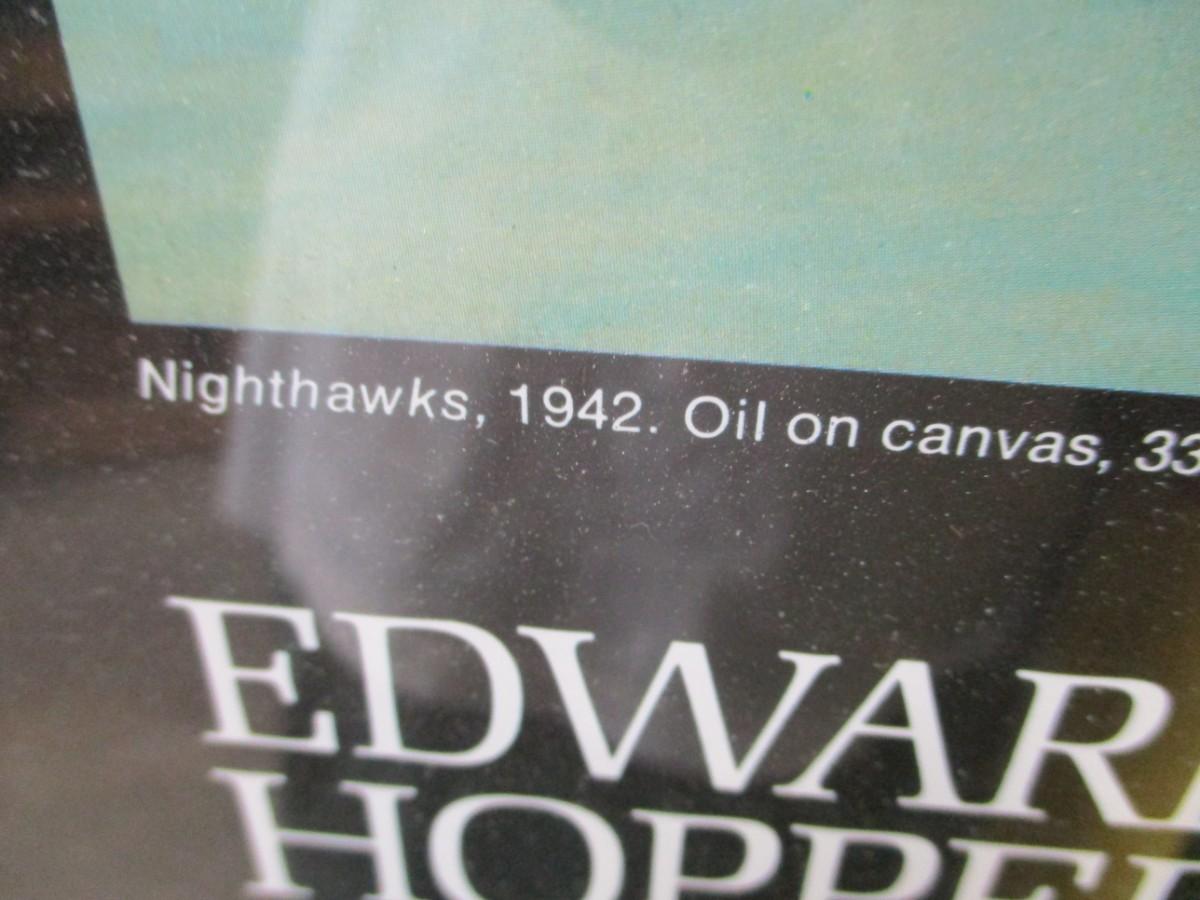 Nighthawks, 1942. Oil on canvas, 33
EDWAR
HOPPE